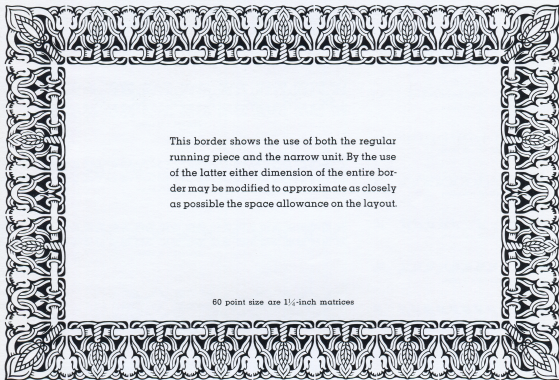 This border shows the use of both the regular
running piece and the narrow unit. By the use
of the latter either dimension of the entire bor-
der may be modified to approximate as closely
as possible the space allowance on the layout.
60 point size are 1½-inch matrices